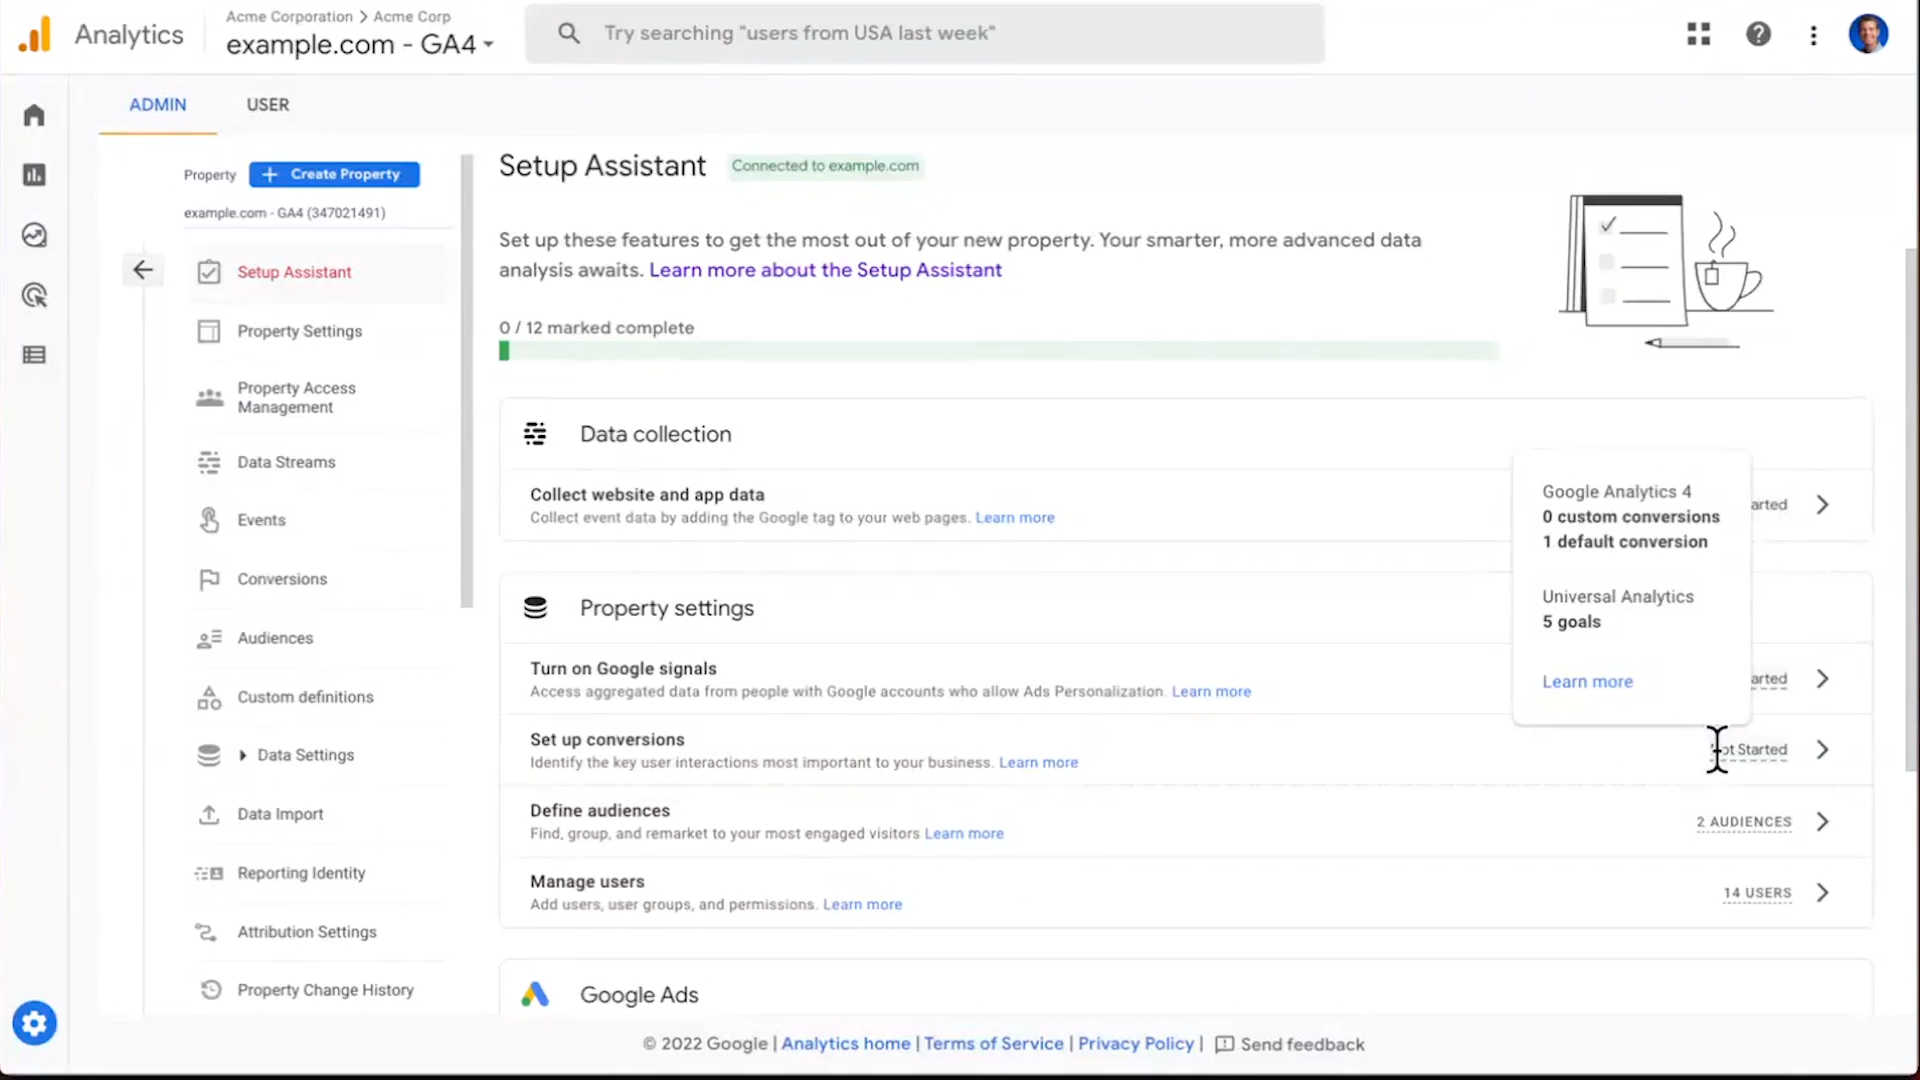 Analytics
Acme Corporation > Acme Corp
example.com - GA4
Try searching "users from USA last week"
ADMIN
USER
Property
+ Create Property
example.com - GA4 (347021491)
Setup Assistant
Property Settings
Property Access
Management
Data Streams
Events
Conversions
Audiences
Custom definitions
Data Settings
Data Import
Reporting Identity
Attribution Settings
Property Change History
Setup Assistant
Connected to example.com
Set up these features to get the most out of your new property. Your smarter, more advanced data
analysis awaits. Learn more about the Setup Assistant
0 / 12 marked complete
Data collection
Collect website and app data
Collect event data by adding the Google tag to your web pages. Learn more
Google Analytics 4
0 custom conversions
1 default conversion
Universal Analytics
5 goals
Learn more
Property settings
Turn on Google signals
Access aggregated data from people with Google accounts who allow Ads Personalization. Learn more
Set up conversions
Identify the key user interactions most important to your business. Learn more
Started
Define audiences
Find, group, and remarket to your most engaged visitors Learn more
2 AUDIENCES
Manage users
Add users, user groups, and permissions. Learn more
14 USERS
Google Ads
© 2022 Google | Analytics home | Terms of Service | Privacy Policy | Send feedback